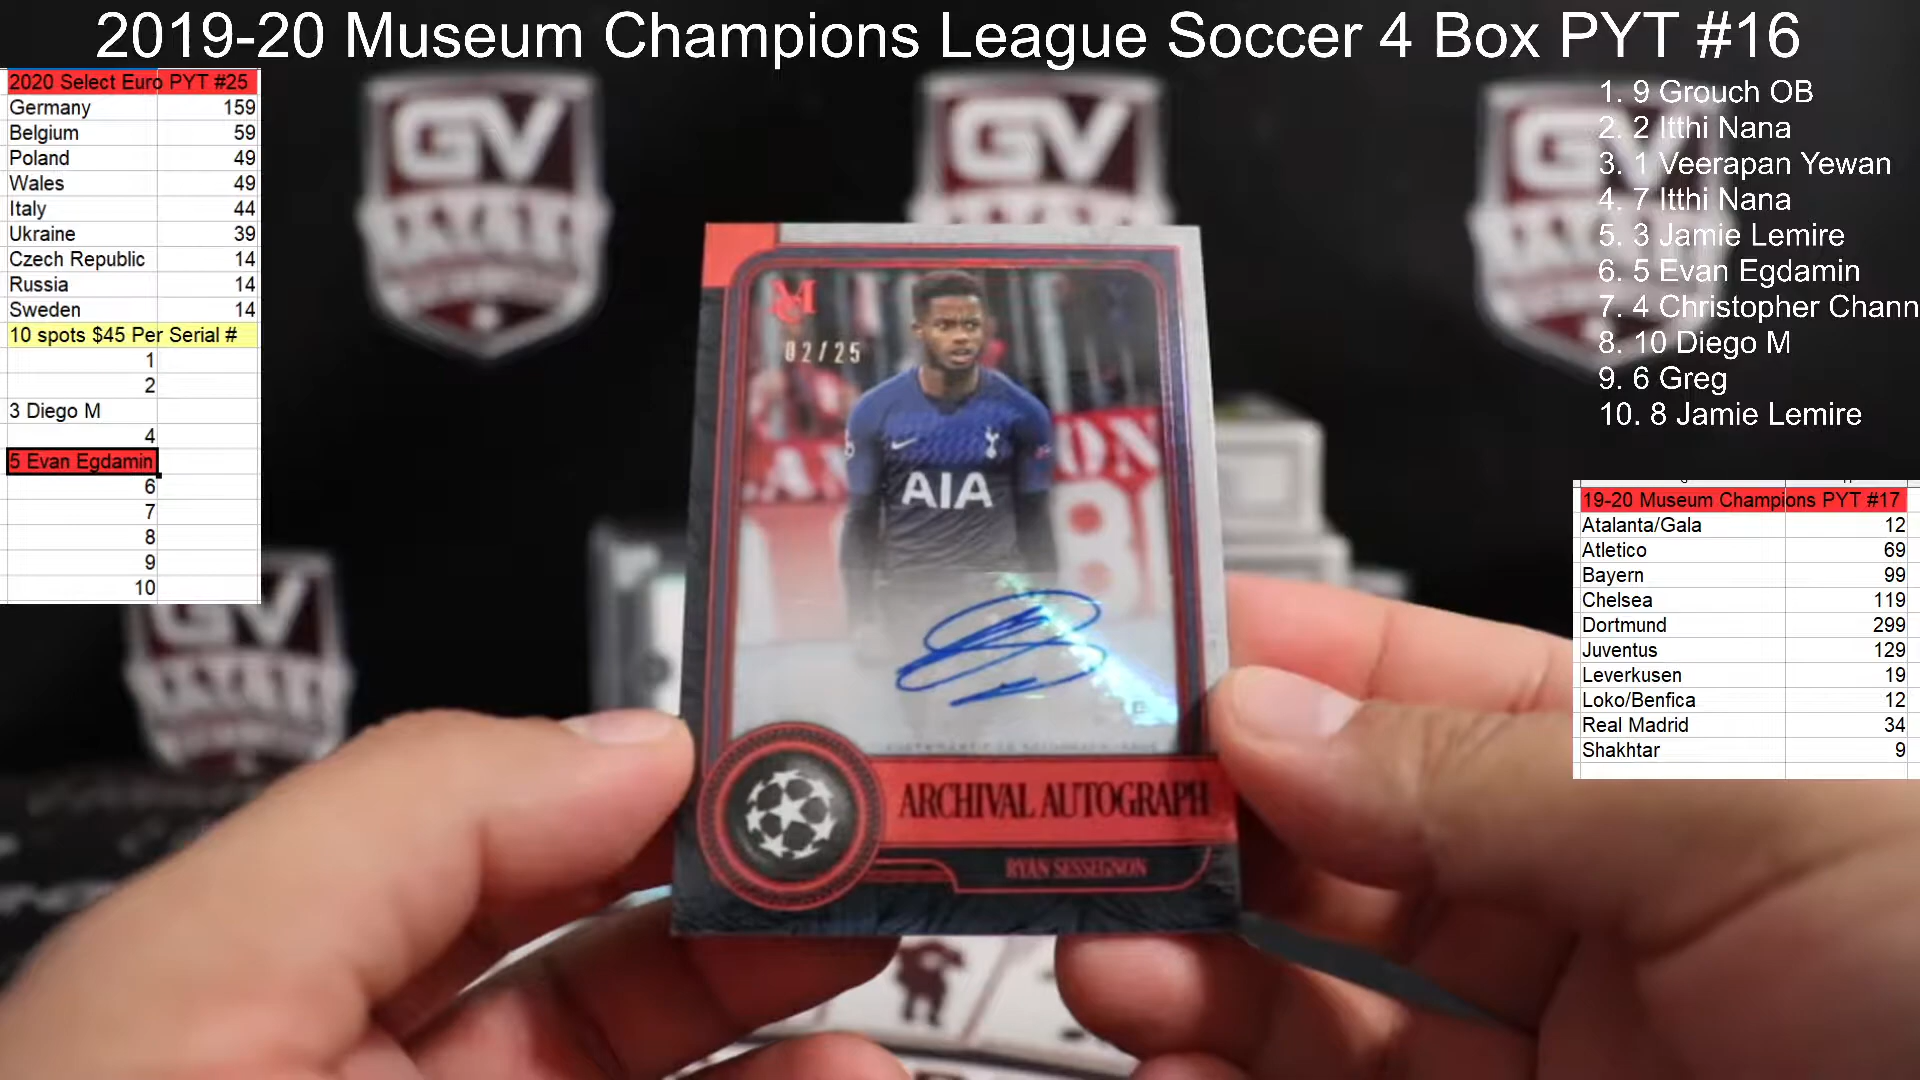 2019-20 Museum Champions League Soccer 4 Box PYT #16
2020 Select Euro PYT #25
Germany 159
Belgium 59
Poland 49
Wales 49
Italy 44
Ukraine 39
Czech Republic 14
Russia 14
Sweden 14
10 spots $45 Per Serial #
1
2
3 Diego M
4
5 Evan Egdamin
6
7
8
9
10
GV
GV
GV
GV
MC
02/25
AIA
ARCHIVAL AUTOGRAPH
RYAN SESSEGNON
1. 9 Grouch OB
2. 2 Itthi Nana
3. 1 Veerapan Yewan
4. 7 Itthi Nana
5. 3 Jamie Lemire
6. 5 Evan Egdamin
7. 4 Christopher Chann
8. 10 Diego M
9. 6 Greg
10. 8 Jamie Lemire
19-20 Museum Champions PYT #17
Atalanta/Gala 12
Atletico 69
Bayern 99
Chelsea 119
Dortmund 299
Juventus 129
Leverkusen 19
Loko/Benfica 12
Real Madrid 34
Shakhtar 9